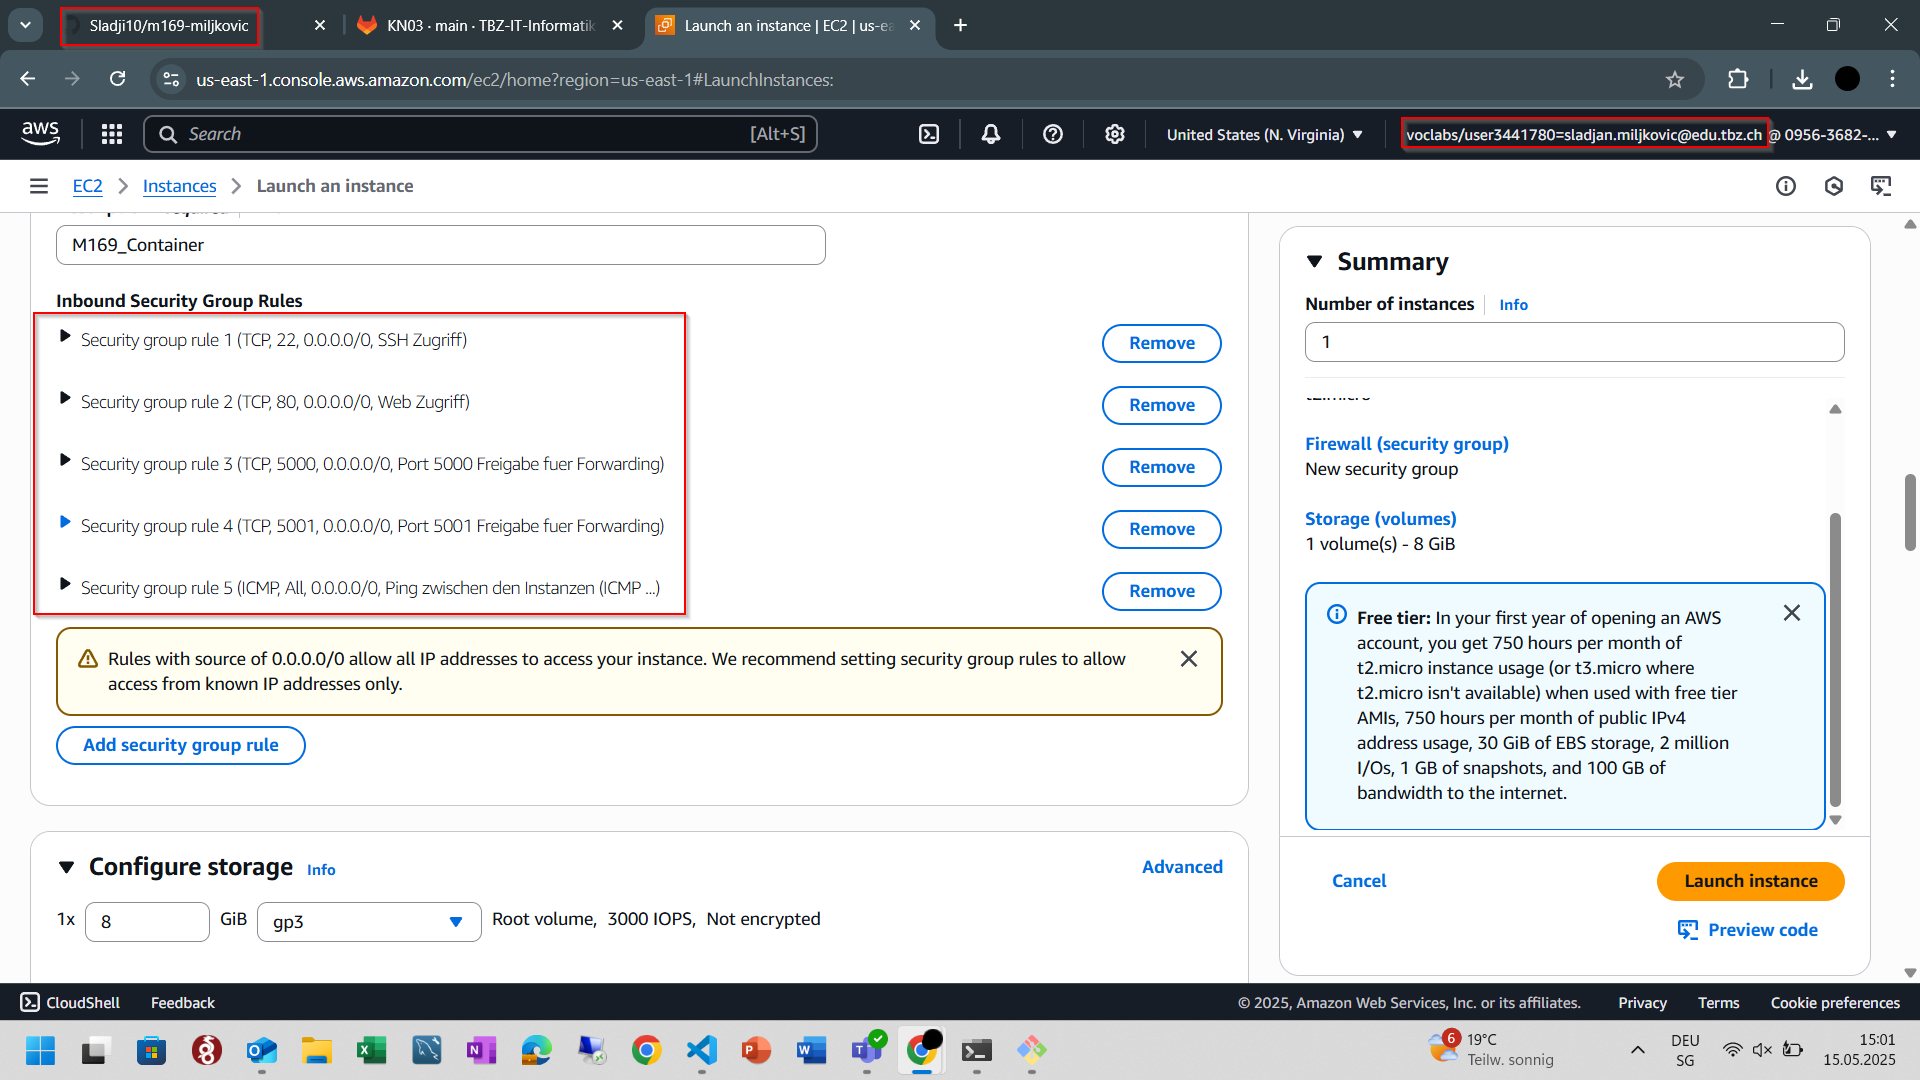 Sladji10/m169-miljkovic
KN03 · main · TBZ-IT-Informatik
Launch an instance | EC2 | us-ea
us-east-1.console.aws.amazon.com/ec2/home?region=us-east-1#LaunchInstances:
aws
Search
[Alt+S]
United States (N. Virginia)
voclabs/user3441780=sladjan.miljkovic@edu.tbz.ch @ 0956-3682-...
EC2
Instances
Launch an instance
M169_Container
Inbound Security Group Rules
Security group rule 1 (TCP, 22, 0.0.0.0/0, SSH Zugriff)
Remove
Security group rule 2 (TCP, 80, 0.0.0.0/0, Web Zugriff)
Remove
Security group rule 3 (TCP, 5000, 0.0.0.0/0, Port 5000 Freigabe fuer Forwarding)
Remove
Security group rule 4 (TCP, 5001, 0.0.0.0/0, Port 5001 Freigabe fuer Forwarding)
Remove
Security group rule 5 (ICMP, All, 0.0.0.0/0, Ping zwischen den Instanzen (ICMP ...)
Remove
Rules with source of 0.0.0.0/0 allow all IP addresses to access your instance. We recommend setting security group rules to allow
access from known IP addresses only.
Add security group rule
Configure storage
Info
Advanced
1x
8
GiB
gp3
Root volume, 3000 IOPS, Not encrypted
Summary
Number of instances
Info
1
t2.micro
Firewall (security group)
New security group
Storage (volumes)
1 volume(s) - 8 GiB
Free tier: In your first year of opening an AWS
account, you get 750 hours per month of
t2.micro instance usage (or t3.micro where
t2.micro isn't available) when used with free tier
AMIs, 750 hours per month of public IPv4
address usage, 30 GiB of EBS storage, 2 million
I/Os, 1 GB of snapshots, and 100 GB of
bandwidth to the internet.
Cancel
Launch instance
Preview code
CloudShell
Feedback
© 2025, Amazon Web Services, Inc. or its affiliates.
Privacy
Terms
Cookie preferences
6
19°C
Teilw. sonnig
DEU
SG
15:01
15.05.2025